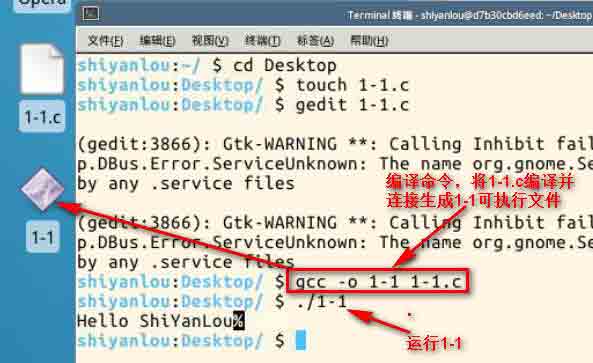 Opera
Terminal 终端 - shiyanlou@d7b30cbd6eed: ~/Desktop
文件(F) 编辑(E) 视图(V) 终端(T) 标签(A) 帮助(H)
shiyanlou:~/ $ cd Desktop
shiyanlou:Desktop/ $ touch 1-1.c
shiyanlou:Desktop/ $ gedit 1-1.c
1-1.c
(gedit:3866): Gtk-WARNING **: Calling Inhibit fail
p.DBus.Error.ServiceUnknown: The name org.gnome.Se
by any .service files
编译命令，将1-1.c编译并
连接生成1-1可执行文件
1-1
(gedit:3866): Gtk-WARNING **: Calling Inhibit fail
p.DBus.Error.ServiceUnknown: The name org.gnome.Se
by any .service files
shiyanlou:Desktop/ $ gcc -o 1-1 1-1.c
shiyanlou:Desktop/ $ ./1-1
Hello ShiYanLou%
运行1-1
shiyanlou:Desktop/ $